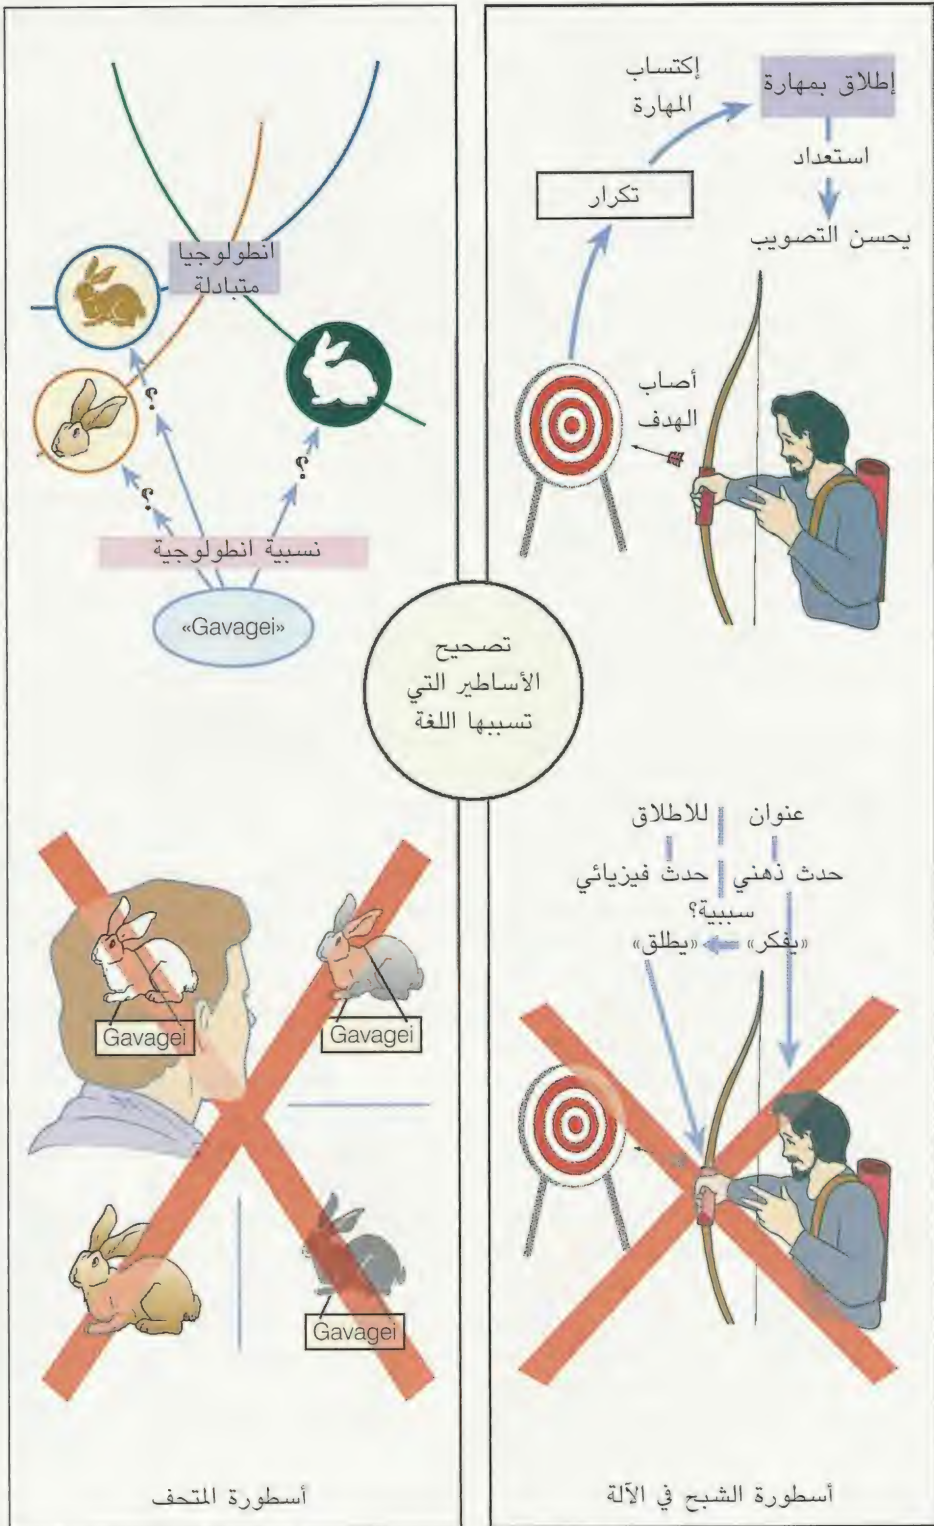 إكتساب
المهارة
إطلاق بمهارة
استعداد
تكرار
يحسن التصويب
أصاب
الهدف
انطولوجيا
متبادلة
؟
؟
؟
نسبية انطولوجية
«Gavagei»
تصحيح
الأساطير التي
تسببها اللغة
عنوان
للاطلاق
حدث ذهني
حدث فيزيائي
سببية؟
«يفكر»
«يطلق»
أسطورة الشبح في الآلة
Gavagei
Gavagei
Gavagei
أسطورة المتحف